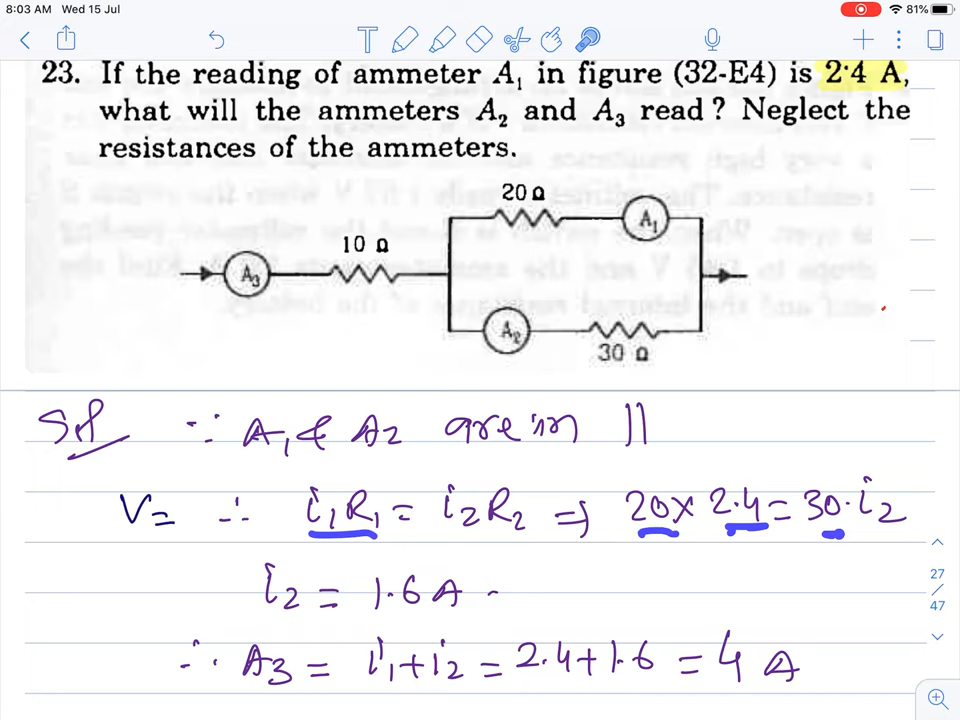 8:03 AM Wed 15 Jul
81%
T
23. If the reading of ammeter A₁ in figure (32-E4) is 2·4 A,
what will the ammeters A₂ and A₃ read ? Neglect the
resistances of the ammeters.
20 Ω
A₁
10 Ω
A₃
A₂
30 Ω
Sol ∵ A₁ & A₂ are in ||
V = ∴ i₁R₁ = i₂R₂ ⇒ 20 × 2.4 = 30·i₂
i₂ = 1.6 A
∴ A₃ = i₁ + i₂ = 2.4 + 1.6 = 4 A
27
/
47